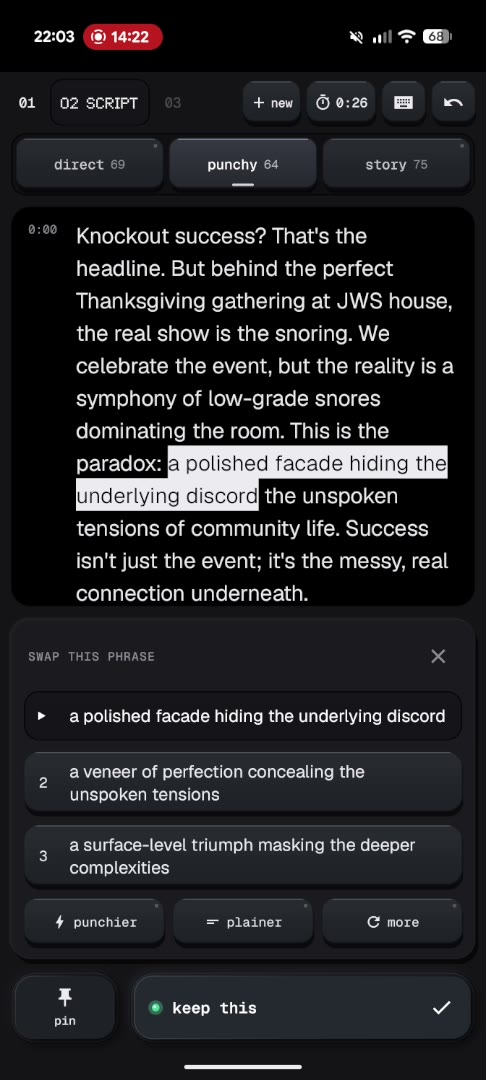 22:03 14:22 68
01 02 SCRIPT 03 + new 0:26
direct 69 punchy 64 story 75
0:00
Knockout success? That's the
headline. But behind the perfect
Thanksgiving gathering at JWS house,
the real show is the snoring. We
celebrate the event, but the reality is a
symphony of low-grade snores
dominating the room. This is the
paradox: a polished facade hiding the
underlying discord the unspoken
tensions of community life. Success
isn't just the event; it's the messy, real
connection underneath.
SWAP THIS PHRASE
a polished facade hiding the underlying discord
2 a veneer of perfection concealing the
unspoken tensions
3 a surface-level triumph masking the deeper
complexities
punchier plainer more
pin
keep this